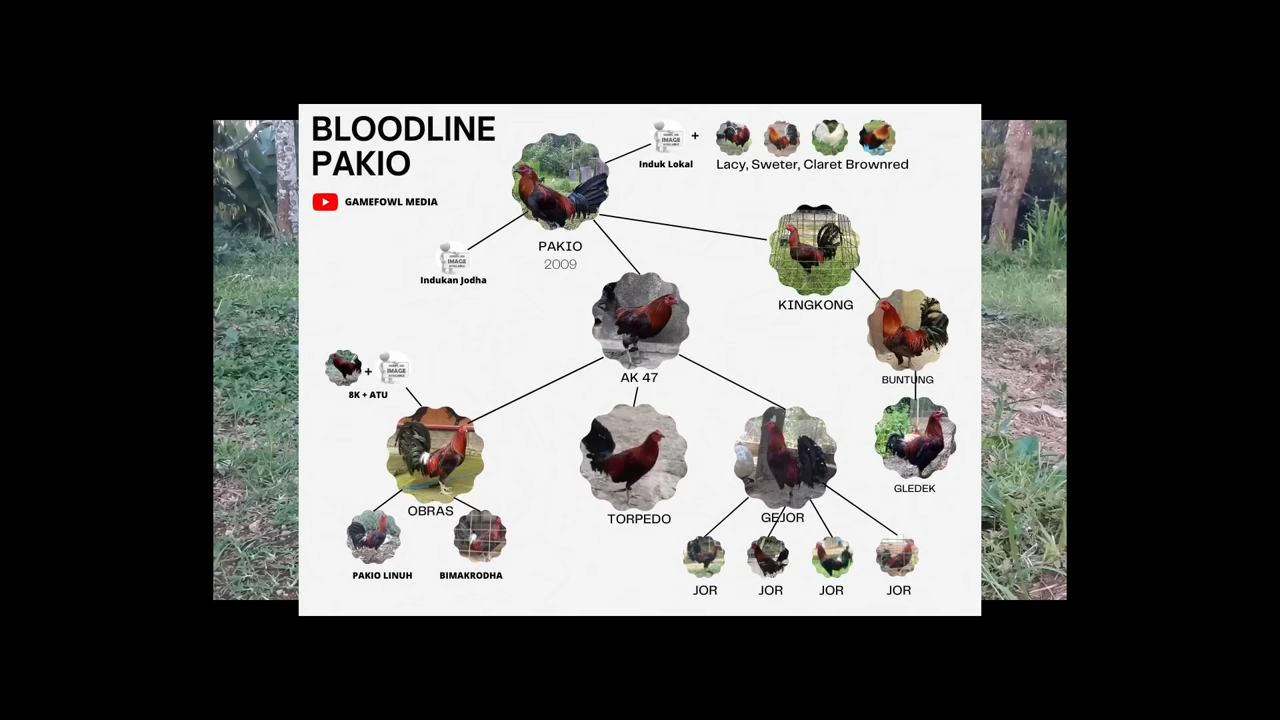 BLOODLINE
PAKIO
GAMEFOWL MEDIA
Induk Lokal
+
Lacy, Sweter, Claret Brownred
PAKIO
2009
Indukan Jodha
KINGKONG
AK 47
BUNTUNG
+
8K + ATU
OBRAS
TORPEDO
GEJOR
GLEDEK
PAKIO LINUH
BIMAKRODHA
JOR
JOR
JOR
JOR